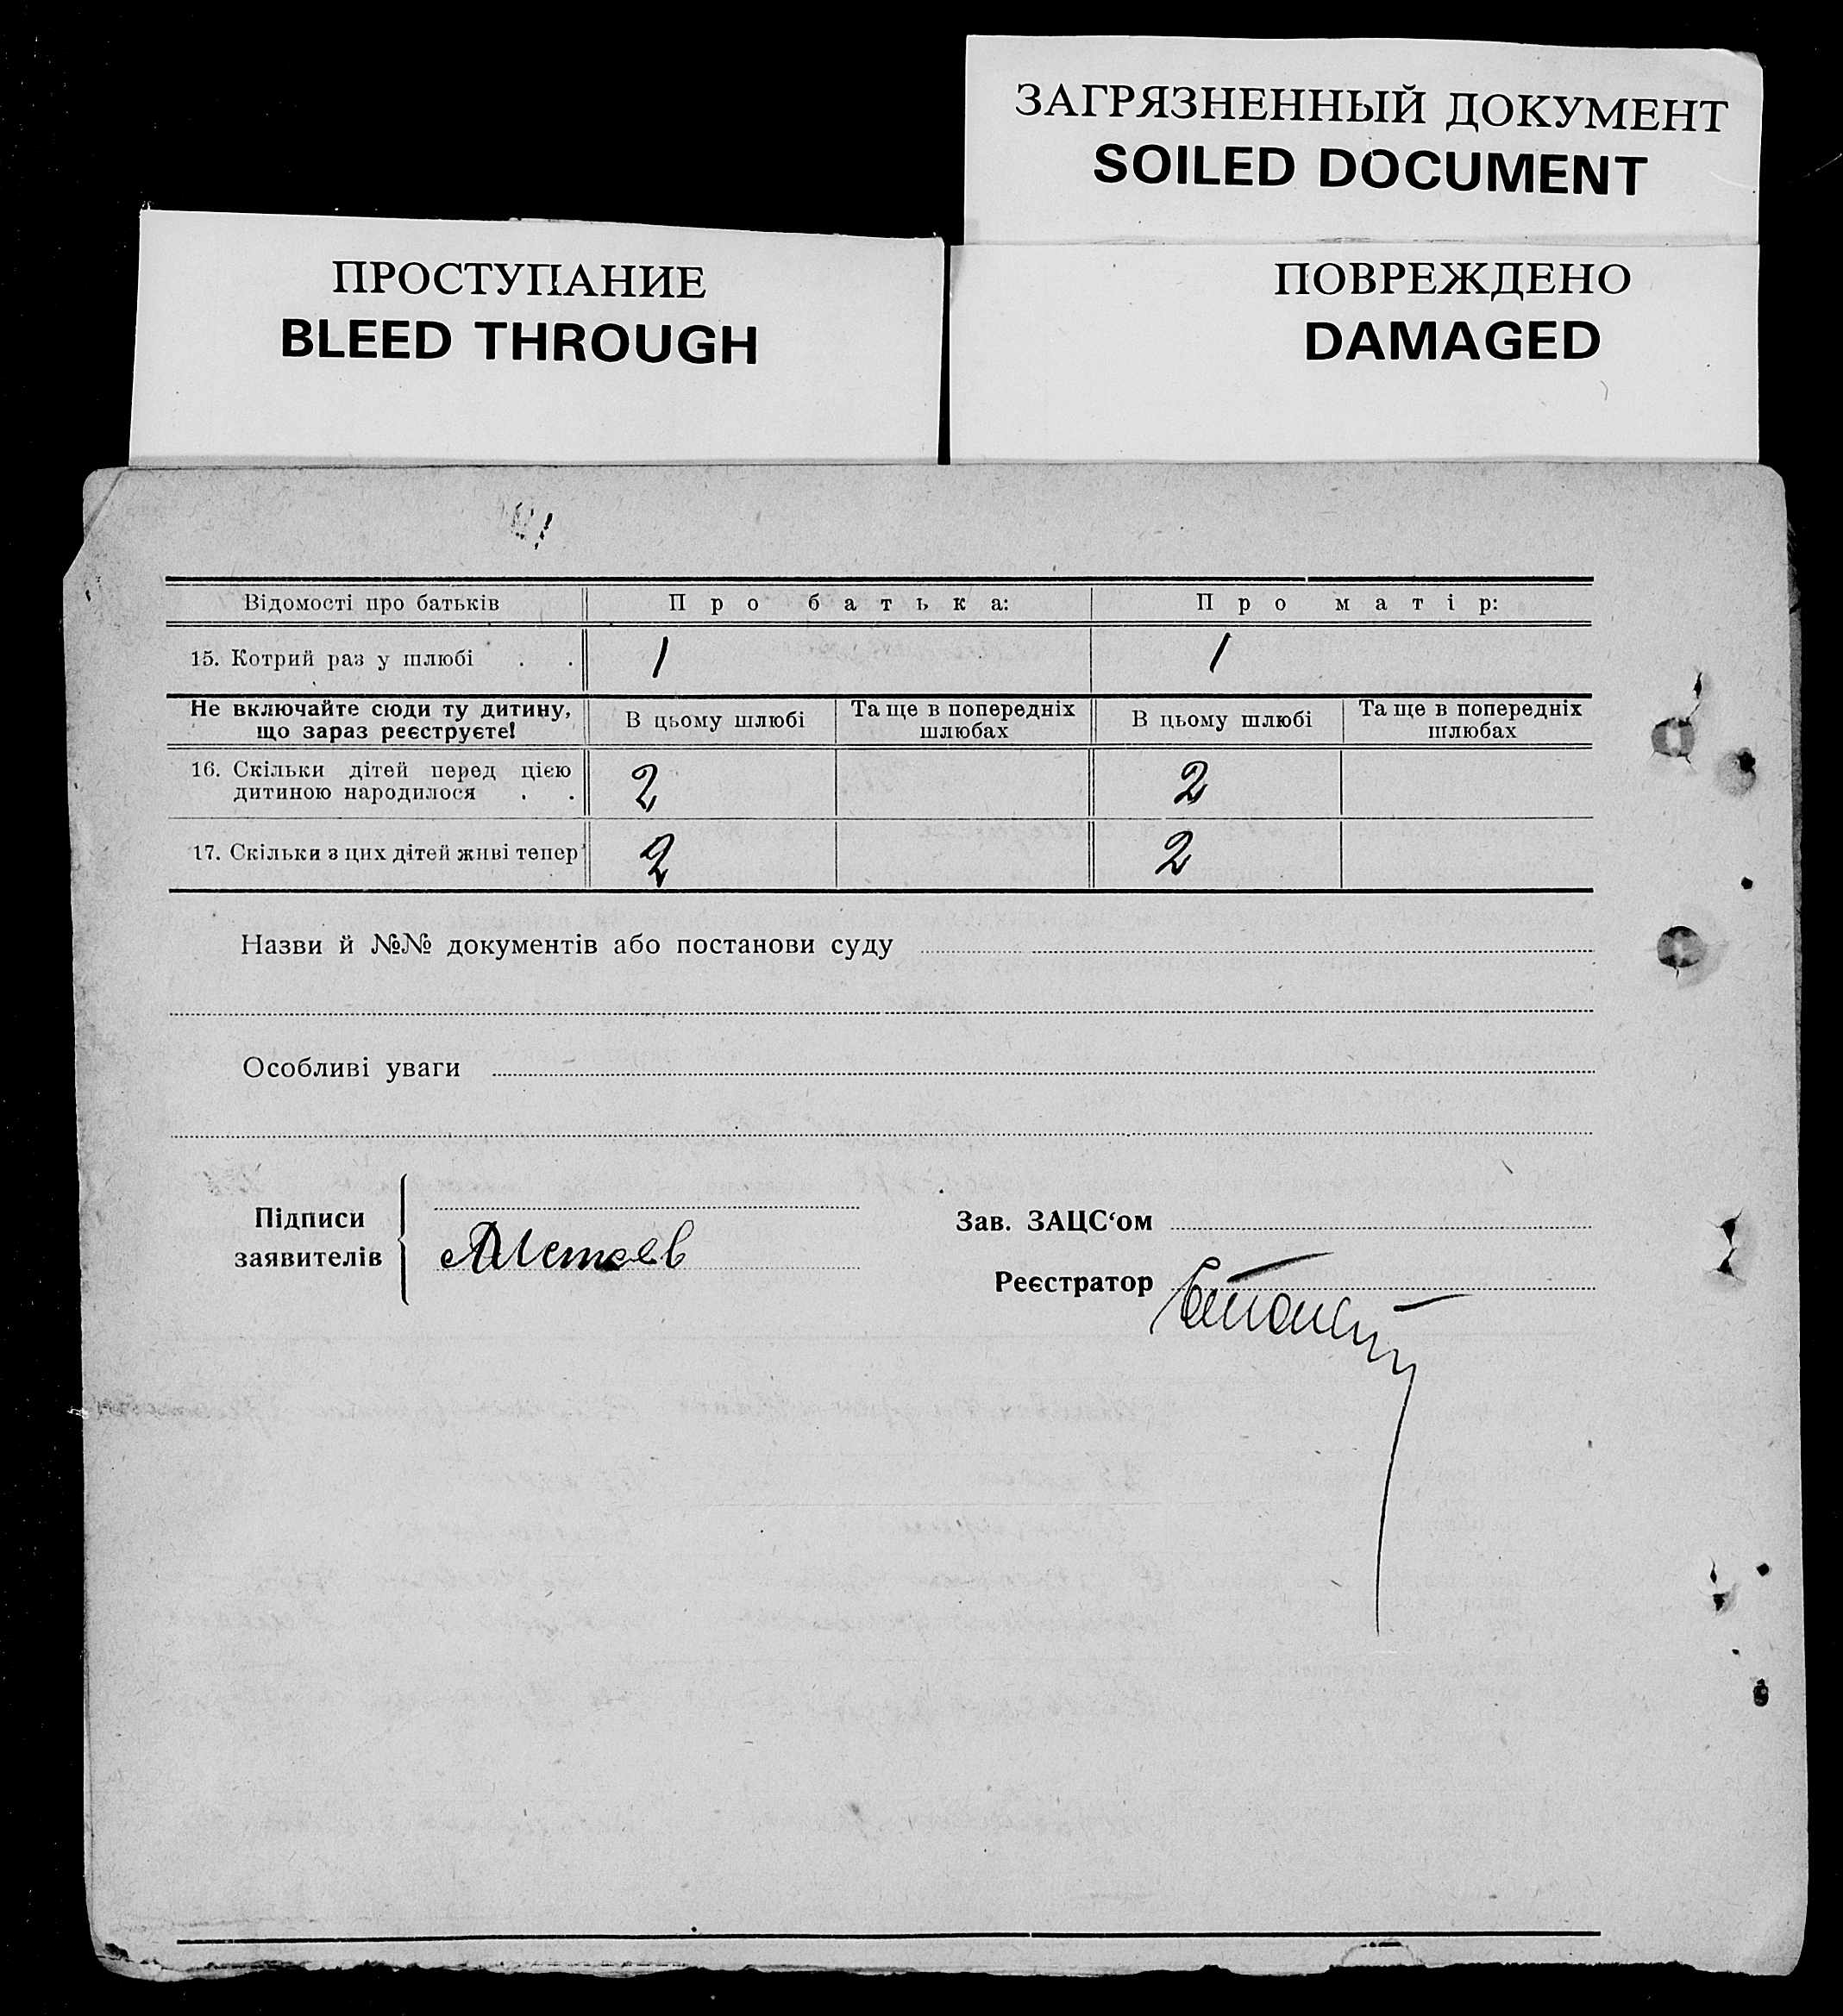 ЗАГРЯЗНЕННЫЙ ДОКУМЕНТ
SOILED DOCUMENT
ПРОСТУПАНИЕ
BLEED THROUGH
ПОВРЕЖДЕНО
DAMAGED
Відомості про батьків Про батька: Про матір:
15. Котрий раз у шлюбі . . 1 1
Не включайте сюди ту дитину, що зараз реєструєте! В цьому шлюбі Та ще в попередніх шлюбах В цьому шлюбі Та ще в попередніх шлюбах
16. Скільки дітей перед цією
дитиною народилося . . 2 2
17. Скільки з цих дітей живі тепер 2 2
Назви й №№ документів або постанови суду
Особливі уваги
Підписи
заявителів
Зав. ЗАЦС‘ом
Реєстратор